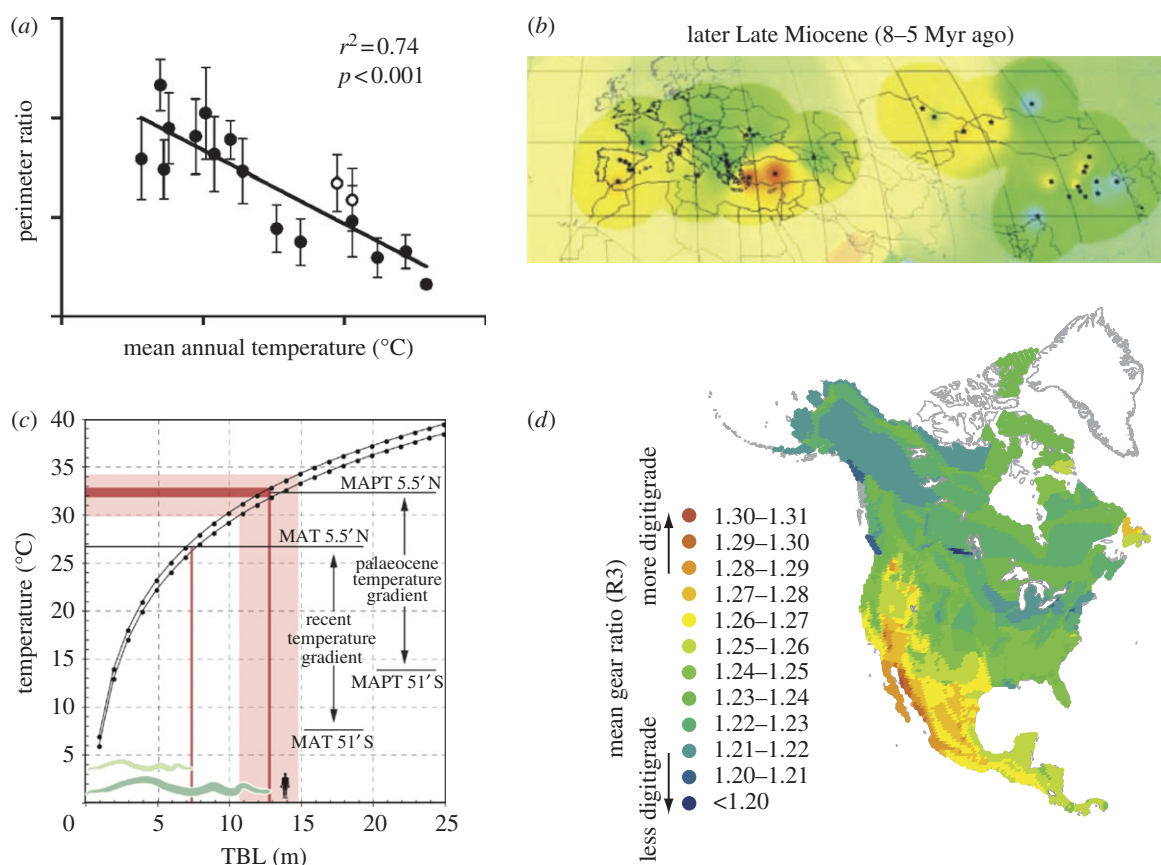 (a)
r² = 0.74
p < 0.001
perimeter ratio
mean annual temperature (°C)
(b)
later Late Miocene (8–5 Myr ago)
(c)
40
35
30
25
20
15
10
5
0
5
10
15
20
25
temperature (°C)
TBL (m)
MAPT 5.5′N
MAT 5.5′N
palaeocene
temperature
gradient
recent
temperature
gradient
MAPT 51′S
MAT 51′S
(d)
mean gear ratio (R3)
more digitigrade
less digitigrade
1.30–1.31
1.29–1.30
1.28–1.29
1.27–1.28
1.26–1.27
1.25–1.26
1.24–1.25
1.23–1.24
1.22–1.23
1.21–1.22
1.20–1.21
<1.20